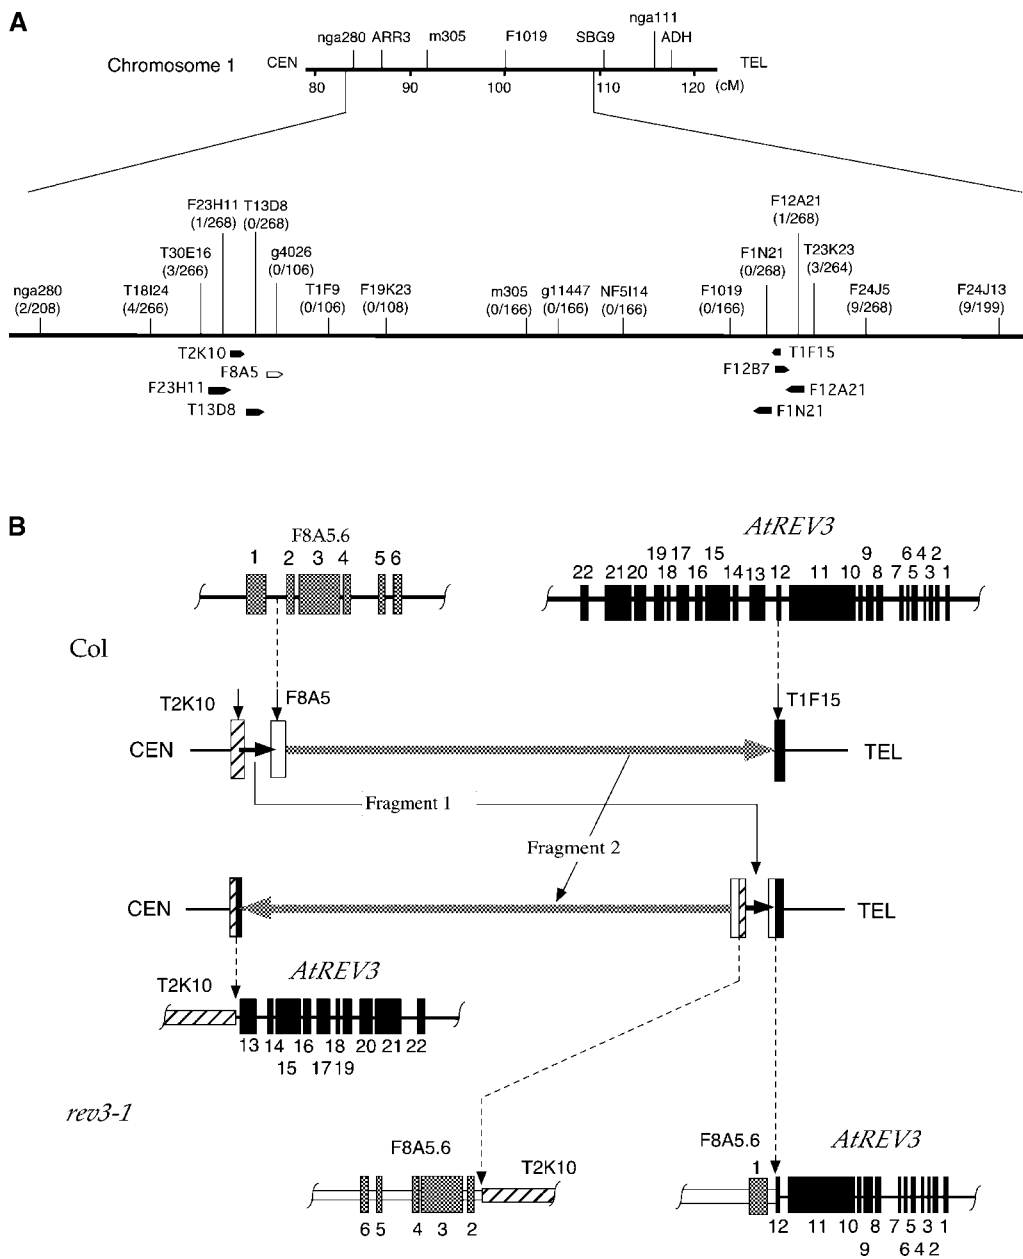 A
nga111
nga280 ARR3 m305 F1019 SBG9 ADH
Chromosome 1 CEN TEL
80 90 100 110 120 (cM)
F23H11 T13D8 F12A21
(1/268) (0/268) (1/268)
T30E16 g4026 F1N21 T23K23
(3/266) (0/106) (0/268) (3/264)
nga280 T18I24 T1F9 F19K23 m305 g11447 NF5I14 F1019 F24J5 F24J13
(2/208) (4/266) (0/106) (0/108) (0/166) (0/166) (0/166) (0/166) (9/268) (9/199)
T2K10 T1F15
F8A5 F12B7
F23H11 F12A21
T13D8 F1N21
B
F8A5.6 AtREV3
1 2 3 4 5 6
19 17 15 9 6 4 2
22 21 20 18 16 14 13 12 11 10 8 7 5 3 1
Col
T2K10 F8A5 T1F15
CEN TEL
Fragment 1
Fragment 2
CEN TEL
T2K10 AtREV3
13 14 16 18 20 21 22
15 17 19
rev3-1
F8A5.6 T2K10
6 5 4 3 2
F8A5.6 AtREV3
1
12 11 10 8 7 5 3 1
9 6 4 2